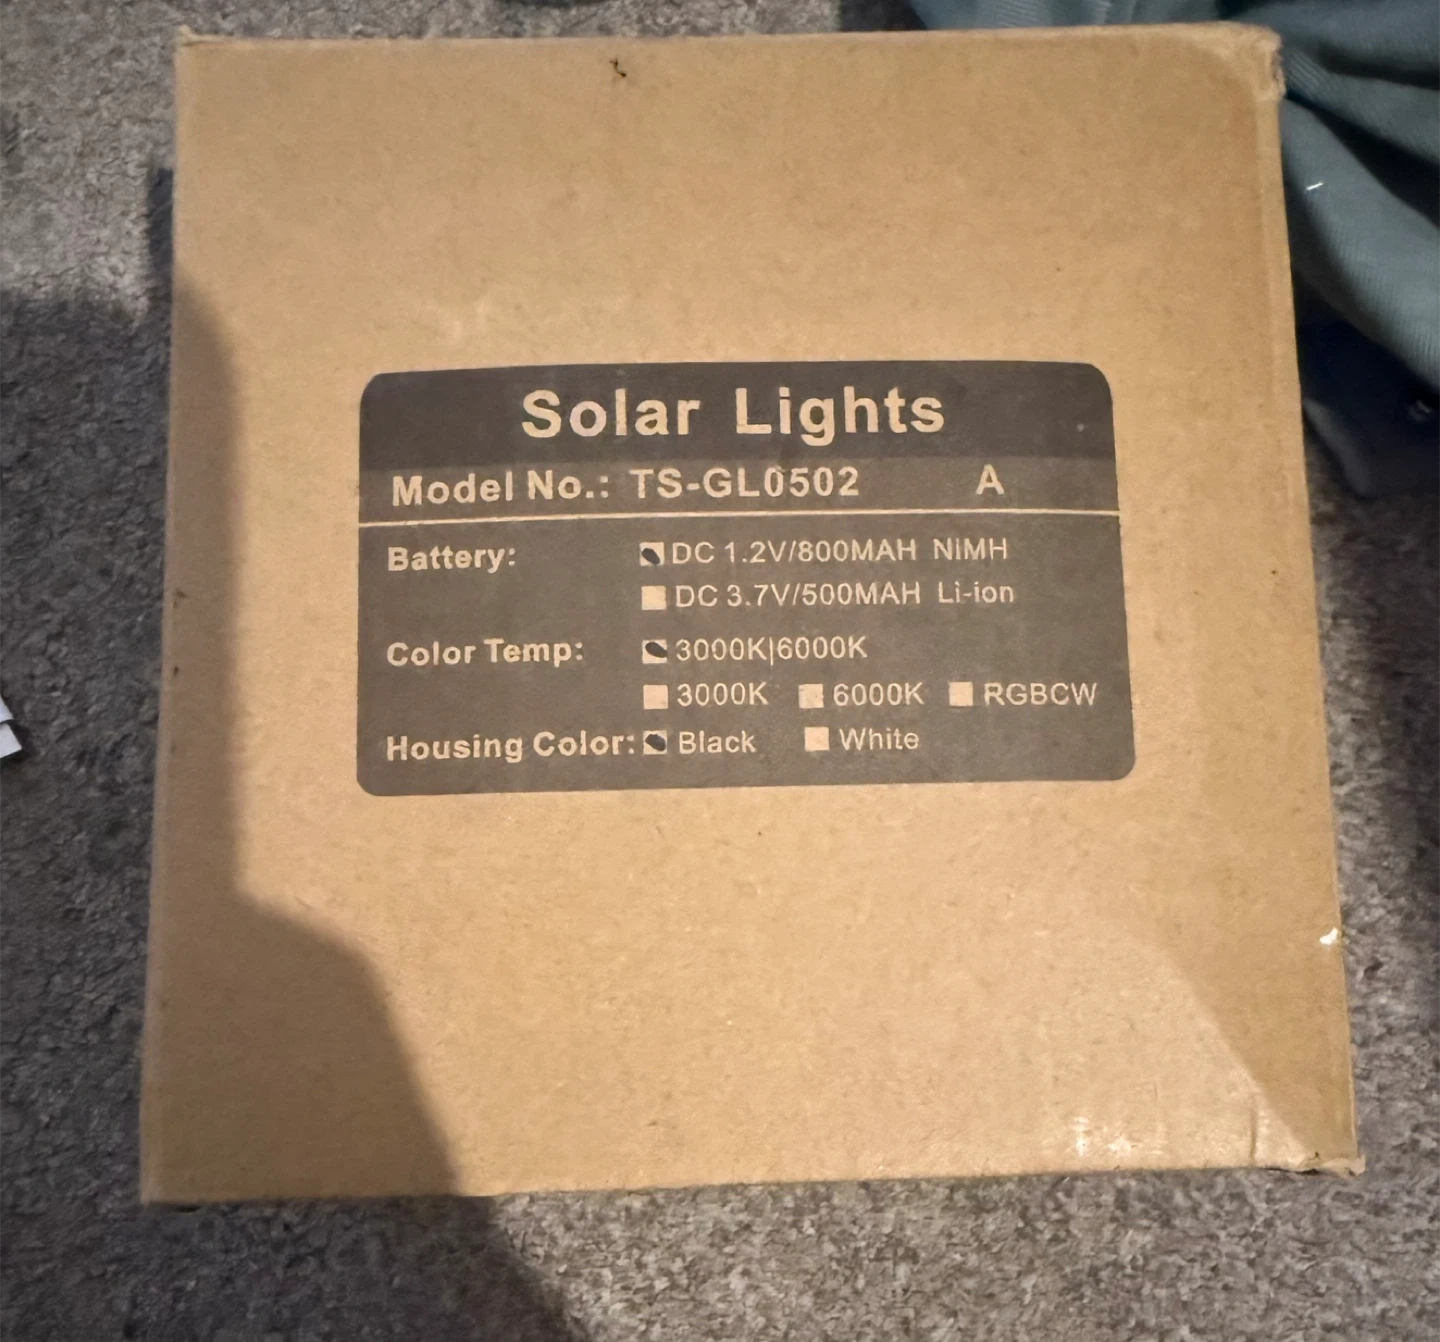 Solar Lights
Model No.: TS-GL0502 A
Battery: DC 1.2V/800MAH NIMH
DC 3.7V/500MAH Li-ion
Color Temp: 3000K|6000K
3000K 6000K RGBCW
Housing Color: Black White